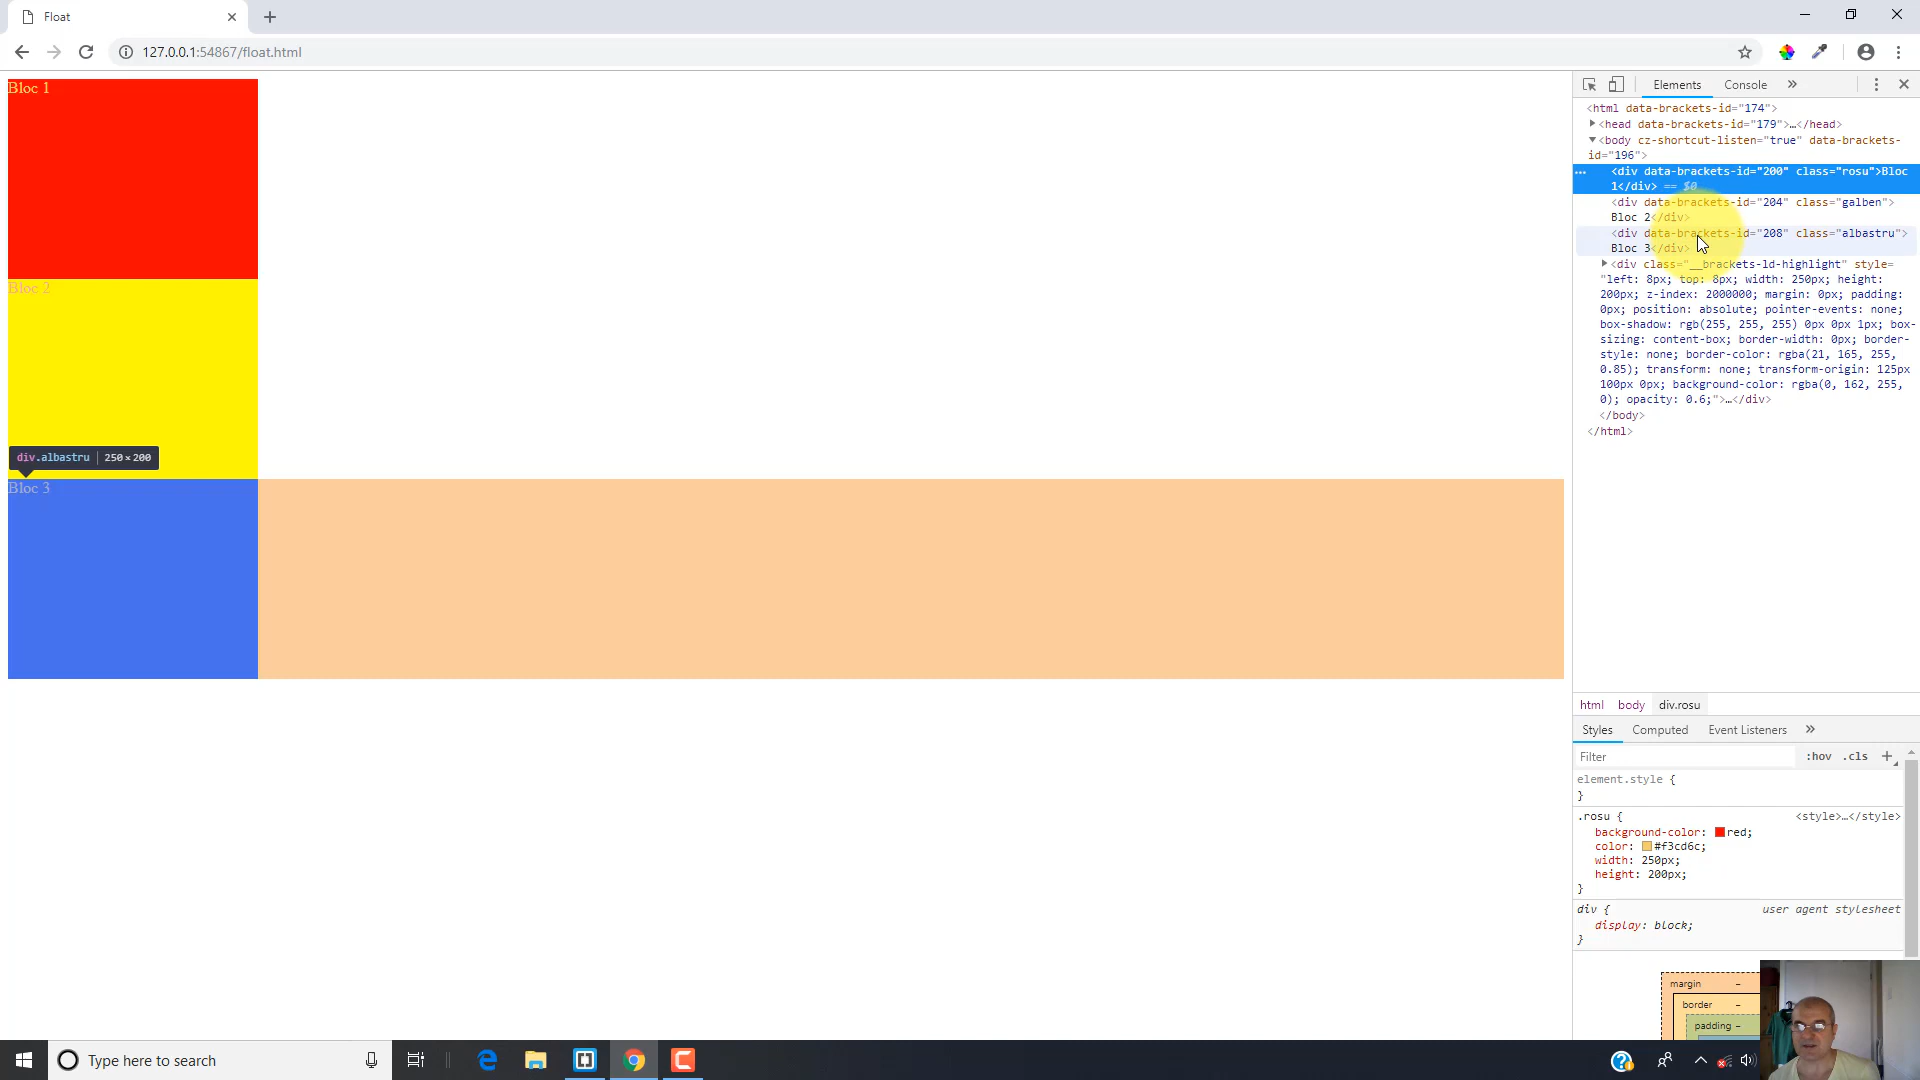 Float
127.0.0.1:54867/float.html
Bloc 1
Bloc 2
div.albastru 250×200
Bloc 3
Elements
Console
<html data-brackets-id="174">
<head data-brackets-id="179">…</head>
<body cz-shortcut-listen="true" data-brackets-
id="196">
<div data-brackets-id="200" class="rosu">Bloc
1</div> == $0
<div data-brackets-id="204" class="galben">
Bloc 2</div>
<div data-brackets-id="208" class="albastru">
Bloc 3</div>
<div class="__brackets-ld-highlight" style=
"left: 8px; top: 8px; width: 250px; height:
200px; z-index: 2000000; margin: 0px; padding:
0px; position: absolute; pointer-events: none;
box-shadow: rgb(255, 255, 255) 0px 0px 1px; box-
sizing: content-box; border-width: 0px; border-
style: none; border-color: rgba(21, 165, 255,
0.85); transform: none; transform-origin: 125px
100px 0px; background-color: rgba(0, 162, 255,
0); opacity: 0.6;">…</div>
</body>
</html>
html body div.rosu
Styles Computed Event Listeners
Filter :hov .cls
element.style {
}
.rosu { <style>…</style>
background-color: red;
color: #f3cd6c;
width: 250px;
height: 200px;
}
div { user agent stylesheet
display: block;
}
margin –
border –
padding –
Type here to search